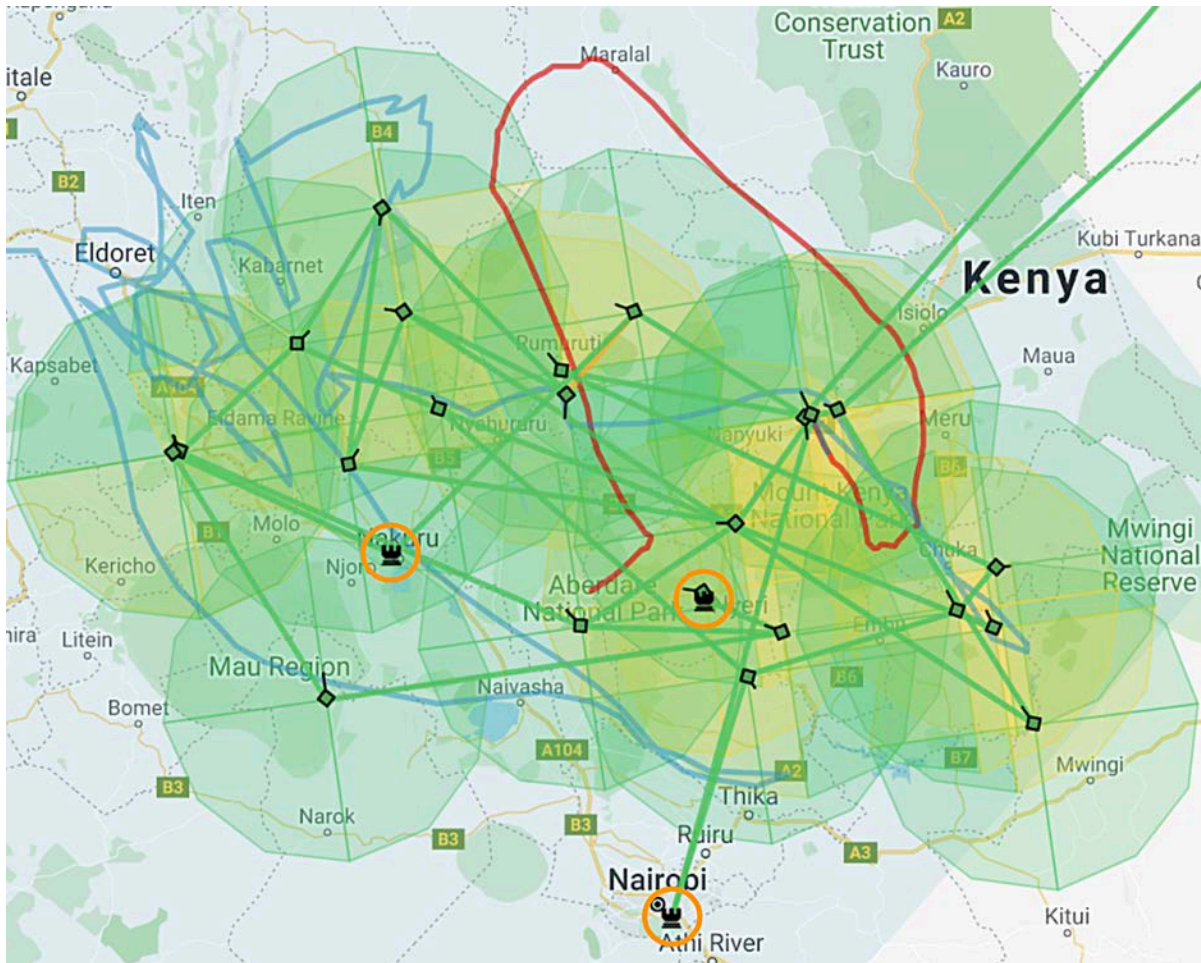 Conservation
Trust
A2
Maralal
Kauro
itale
B4
B2
Iten
Eldoret
Kabarnet
Kubi Turkana
Kenya
Isiolo
Rumuruti
Kapsabet
Maua
A104
Eldama Ravine
Nyahururu
Nanyuki
Meru
B5
B6
Mount Kenya
National Park
B1
Molo
Nakuru
Chuka
Mwingi
National
Reserve
Kericho
Njoro
Aberdare
National Park
Nyeri
Embu
Litein
Mau Region
Naivasha
B6
Bomet
A104
A2
B7
Mwingi
B3
Thika
Narok
B3
B3
Ruiru
A3
Nairobi
Kitui
Athi River